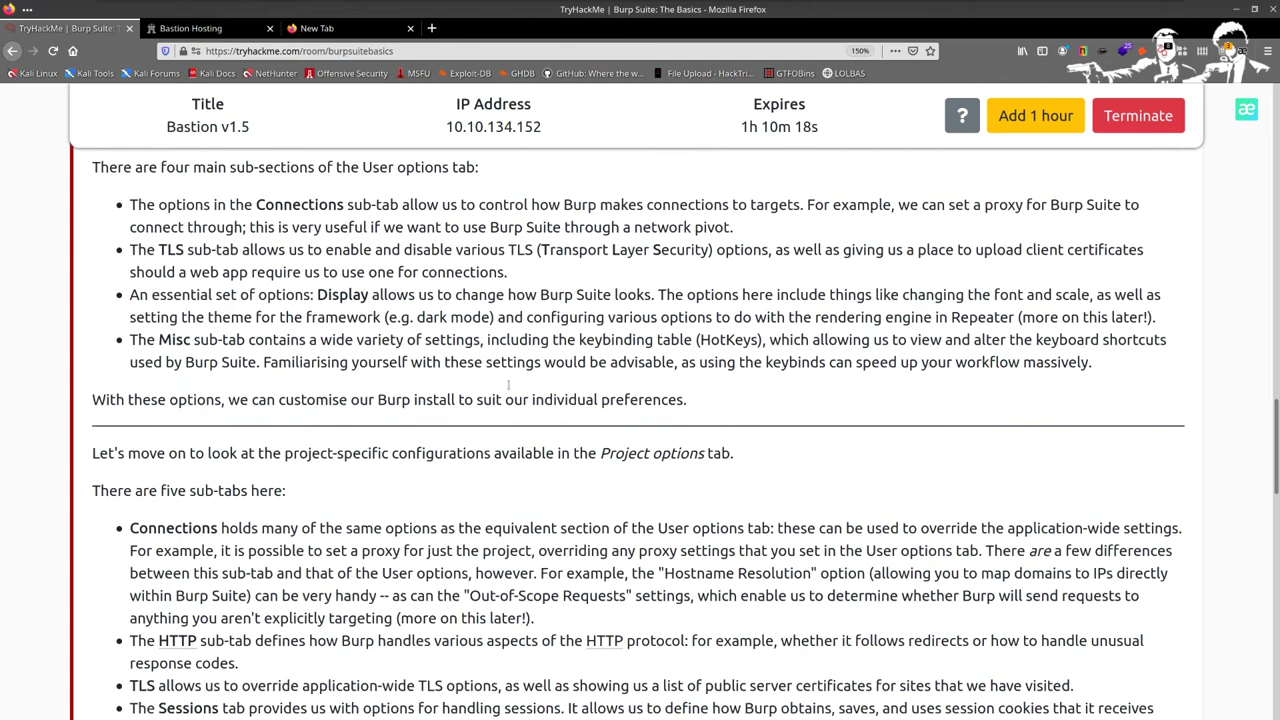 TryHackMe | Burp Suite: The Basics - Mozilla Firefox
TryHackMe | Burp Suite: T
Bastion Hosting
New Tab
https://tryhackme.com/room/burpsuitebasics
150%
Kali Linux
Kali Tools
Kali Forums
Kali Docs
NetHunter
Offensive Security
MSFU
Exploit-DB
GHDB
GitHub: Where the w...
File Upload - HackTri...
GTFOBins
LOLBAS
Title
IP Address
Expires
?
Add 1 hour
Terminate
Bastion v1.5
10.10.134.152
1h 10m 18s
There are four main sub-sections of the User options tab:
The options in the Connections sub-tab allow us to control how Burp makes connections to targets. For example, we can set a proxy for Burp Suite to
connect through; this is very useful if we want to use Burp Suite through a network pivot.
The TLS sub-tab allows us to enable and disable various TLS (Transport Layer Security) options, as well as giving us a place to upload client certificates
should a web app require us to use one for connections.
An essential set of options: Display allows us to change how Burp Suite looks. The options here include things like changing the font and scale, as well as
setting the theme for the framework (e.g. dark mode) and configuring various options to do with the rendering engine in Repeater (more on this later!).
The Misc sub-tab contains a wide variety of settings, including the keybinding table (HotKeys), which allowing us to view and alter the keyboard shortcuts
used by Burp Suite. Familiarising yourself with these settings would be advisable, as using the keybinds can speed up your workflow massively.
With these options, we can customise our Burp install to suit our individual preferences.
Let's move on to look at the project-specific configurations available in the Project options tab.
There are five sub-tabs here:
Connections holds many of the same options as the equivalent section of the User options tab: these can be used to override the application-wide settings.
For example, it is possible to set a proxy for just the project, overriding any proxy settings that you set in the User options tab. There are a few differences
between this sub-tab and that of the User options, however. For example, the "Hostname Resolution" option (allowing you to map domains to IPs directly
within Burp Suite) can be very handy -- as can the "Out-of-Scope Requests" settings, which enable us to determine whether Burp will send requests to
anything you aren't explicitly targeting (more on this later!).
The HTTP sub-tab defines how Burp handles various aspects of the HTTP protocol: for example, whether it follows redirects or how to handle unusual
response codes.
TLS allows us to override application-wide TLS options, as well as showing us a list of public server certificates for sites that we have visited.
The Sessions tab provides us with options for handling sessions. It allows us to define how Burp obtains, saves, and uses session cookies that it receives